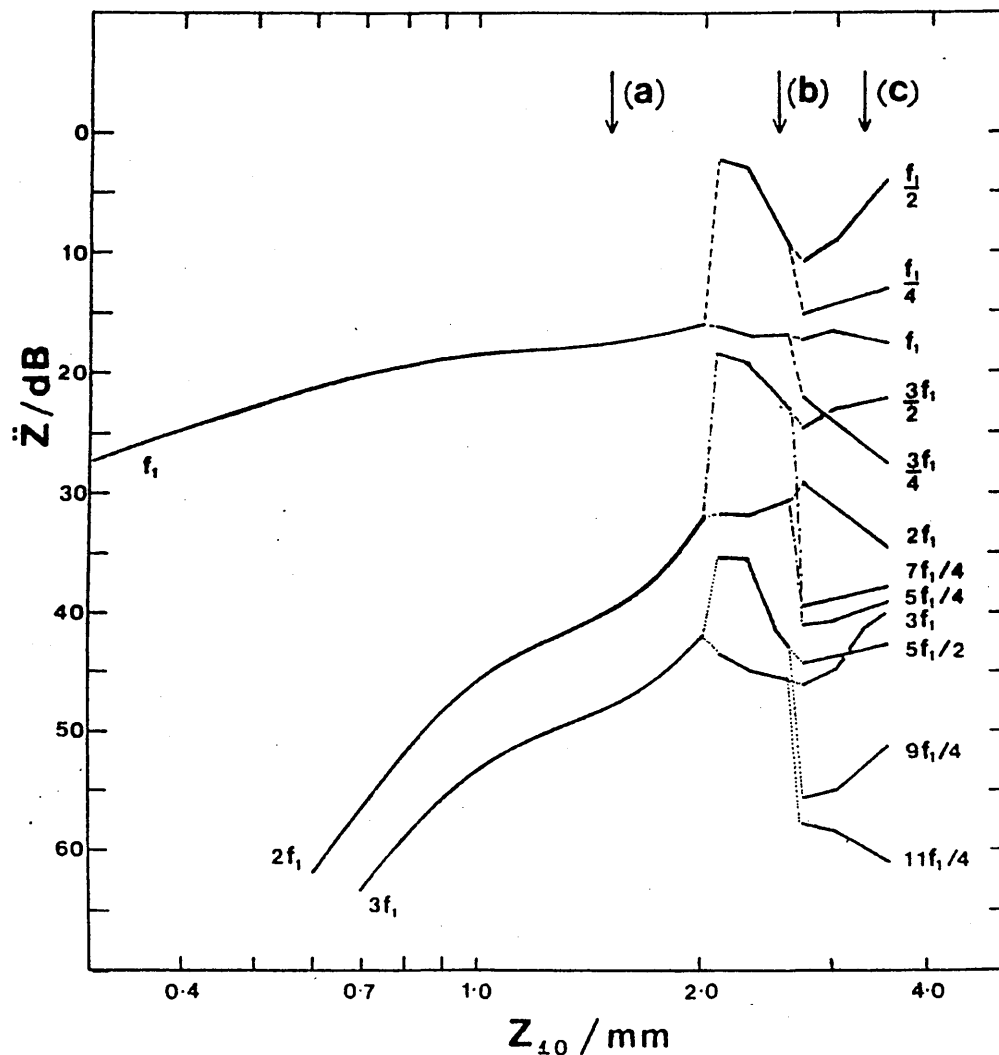 (a) (b) (c)
0
10
20
30
40
50
60
Z̈/dB
f₁/2
f₁/4
f₁
3f₁/2
3f₁/4
2f₁
7f₁/4
5f₁/4
3f₁
5f₁/2
9f₁/4
11f₁/4
f₁
2f₁
3f₁
0·4 0·7 1·0 2·0 3·0 4·0
Z₁₀/mm